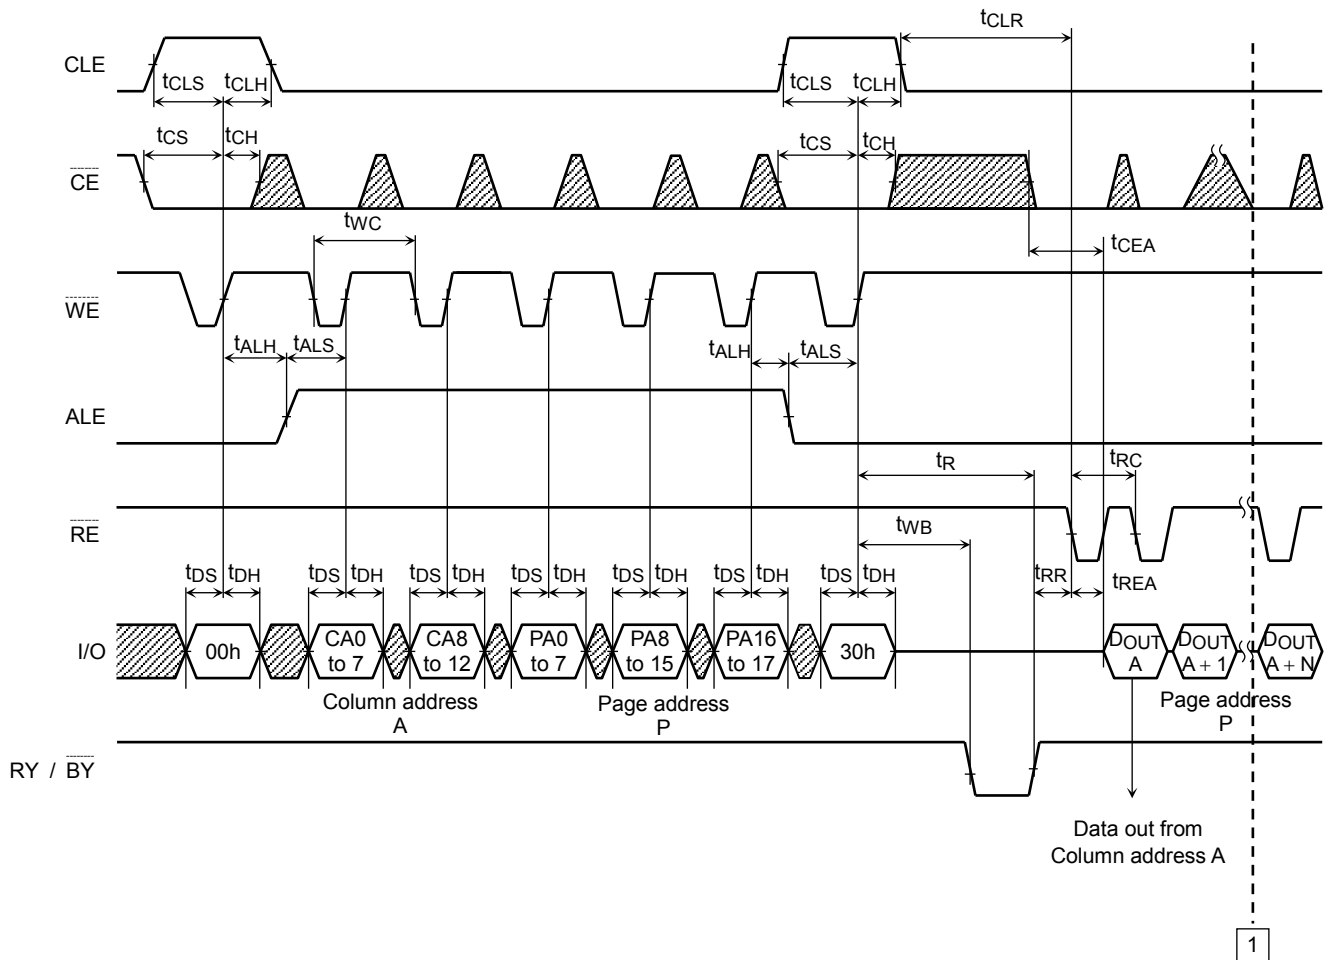 tCLR
CLE
tCLS tCLH tCLS tCLH
tCS tCH tCS tCH
CE
tWC
tCEA
WE
tALH tALS tALH tALS
ALE
tR tRC
RE
tWB
tDS tDH tDS tDH tDS tDH tDS tDH tDS tDH tDS tDH tDS tDH tRR tREA
I/O 00h CA0 to 7 CA8 to 12 PA0 to 7 PA8 to 15 PA16 to 17 30h DOUT A DOUT A + 1 DOUT A + N
Column address A
Page address P
Page address P
RY / BY
Data out from
Column address A
1